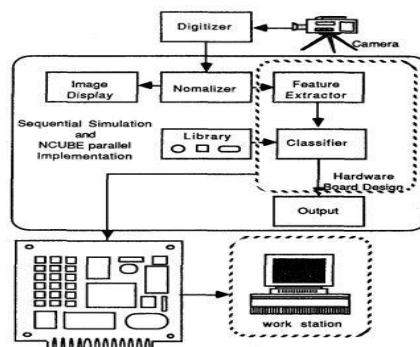 Digitizer
Camera
Image
Display
Nomalizer
Feature
Extractor
Sequential Simulation
and
NCUBE parallel
Implementation
Library
Classifier
Hardware
Board Design
Output
work station